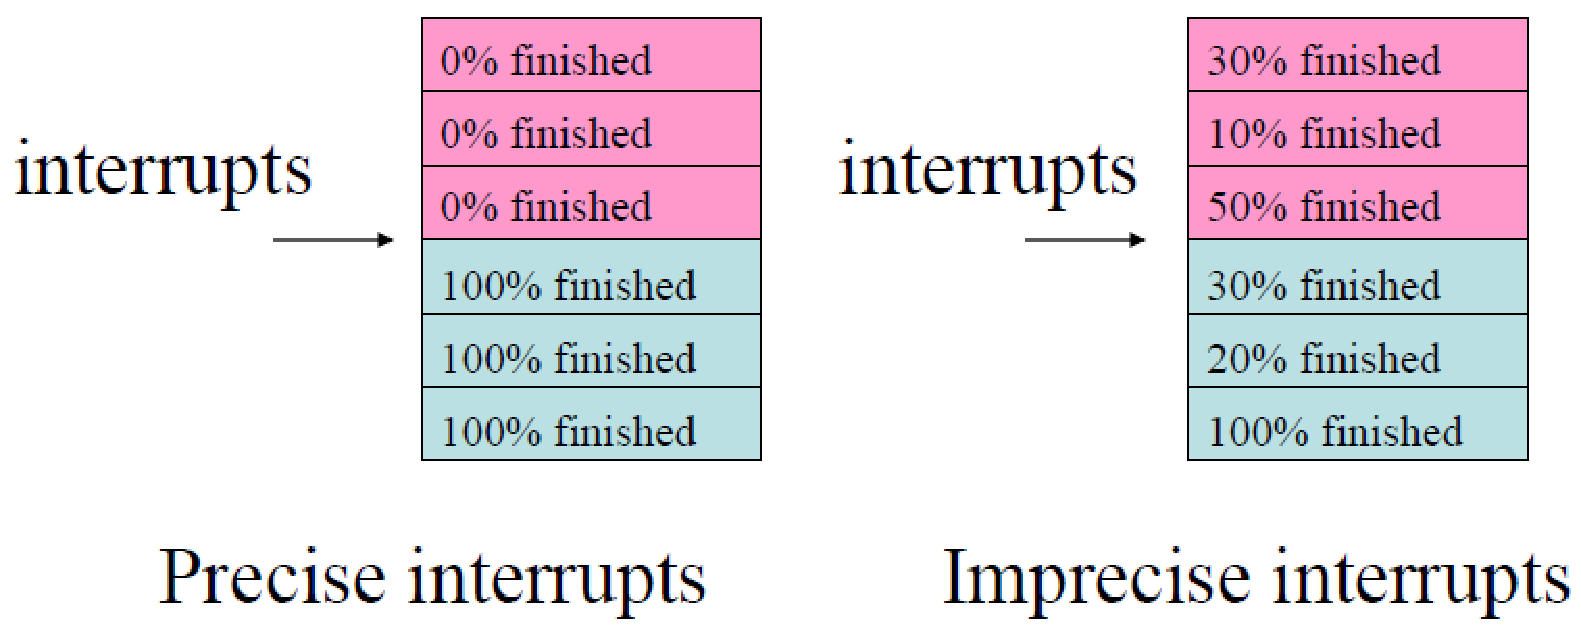 interrupts
0% finished
0% finished
0% finished
100% finished
100% finished
100% finished
Precise interrupts
interrupts
30% finished
10% finished
50% finished
30% finished
20% finished
100% finished
Imprecise interrupts